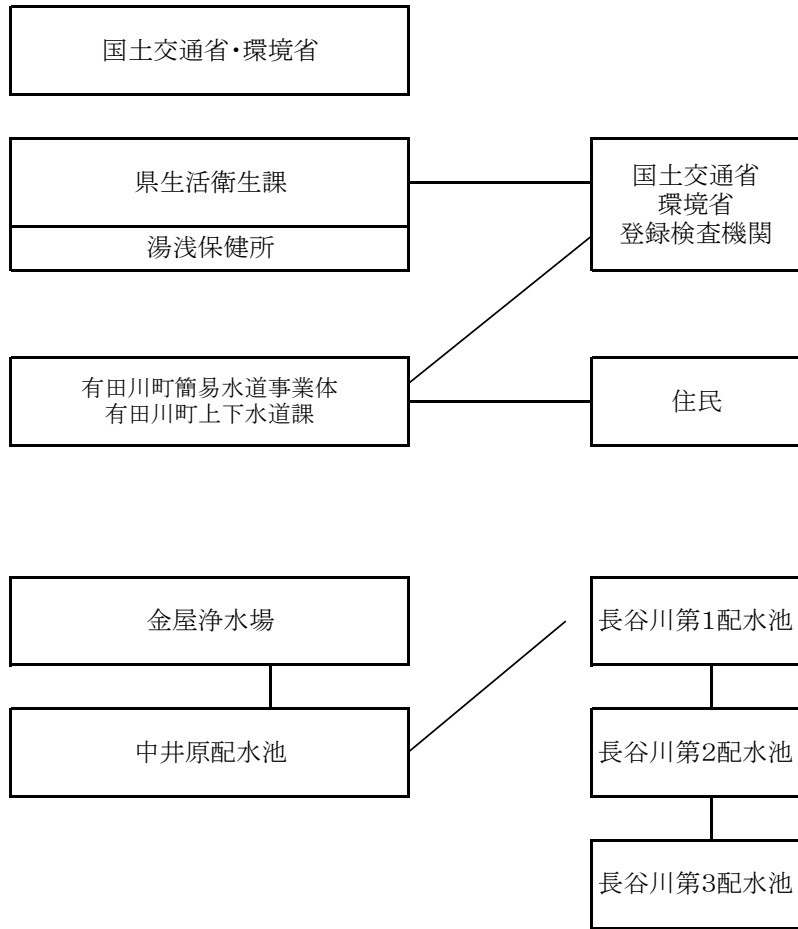 国土交通省・環境省
県生活衛生課
湯浅保健所
国土交通省
環境省
登録検査機関
有田川町簡易水道事業体
有田川町上下水道課
住民
金屋浄水場
中井原配水池
長谷川第1配水池
長谷川第2配水池
長谷川第3配水池